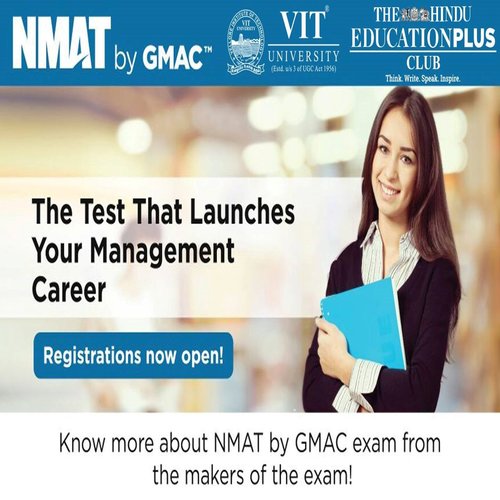 NMAT by GMAC™
VIT
UNIVERSITY
(Estd. u/s 3 of UGC Act 1956)
THE HINDU
EDUCATIONPLUS
CLUB
Think. Write. Speak. Inspire.
The Test That Launches
Your Management
Career
Registrations now open!
Know more about NMAT by GMAC exam from
the makers of the exam!